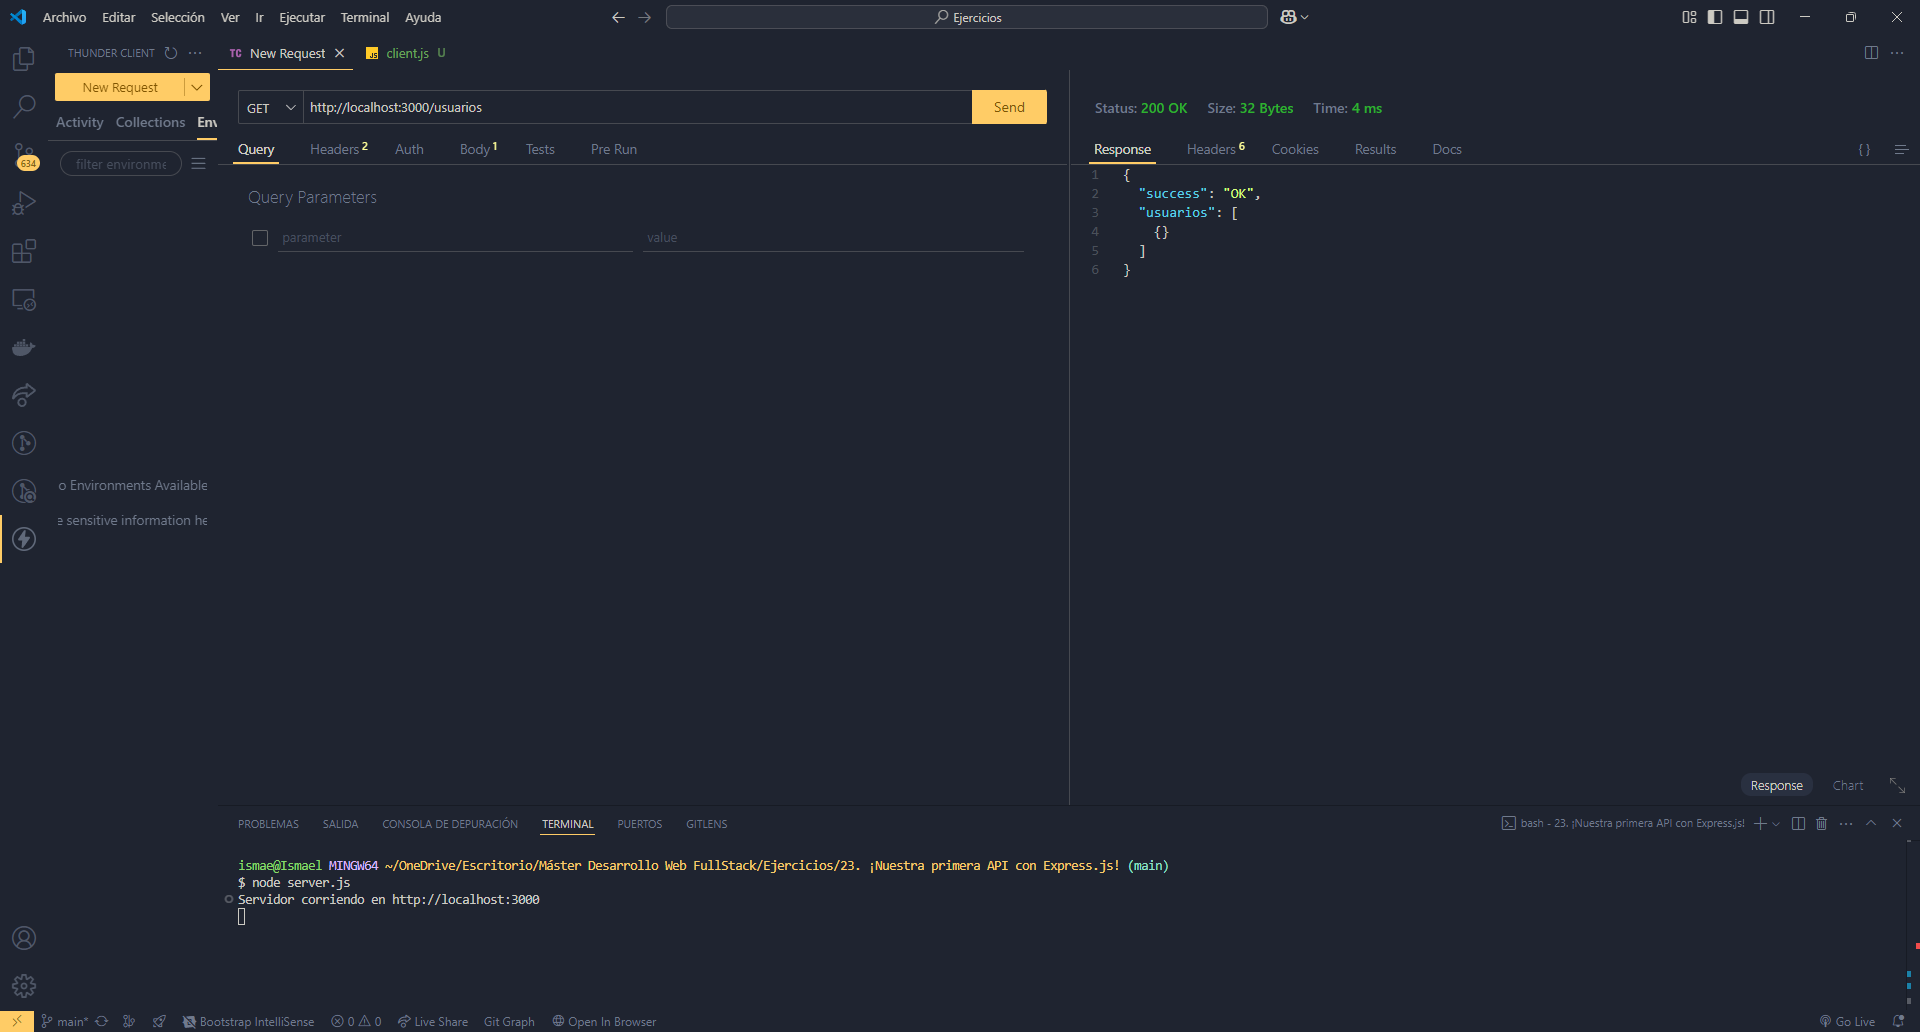 Archivo Editar Selección Ver Ir Ejecutar Terminal Ayuda
Ejercicios
THUNDER CLIENT
TC New Request
JS client.js U
New Request
Activity Collections Env
filter environme
o Environments Available
e sensitive information he
634
GET http://localhost:3000/usuarios Send
Query Headers 2 Auth Body 1 Tests Pre Run
Query Parameters
parameter value
Status: 200 OK Size: 32 Bytes Time: 4 ms
Response Headers 6 Cookies Results Docs { }
1 {
2 "success": "OK",
3 "usuarios": [
4 {}
5 ]
6 }
Response Chart
PROBLEMAS SALIDA CONSOLA DE DEPURACIÓN TERMINAL PUERTOS GITLENS
bash - 23. ¡Nuestra primera API con Express.js!
ismae@Ismael MINGW64 ~/OneDrive/Escritorio/Máster Desarrollo Web FullStack/Ejercicios/23. ¡Nuestra primera API con Express.js! (main)
$ node server.js
Servidor corriendo en http://localhost:3000
main* Bootstrap IntelliSense 0 0 Live Share Git Graph Open In Browser Go Live